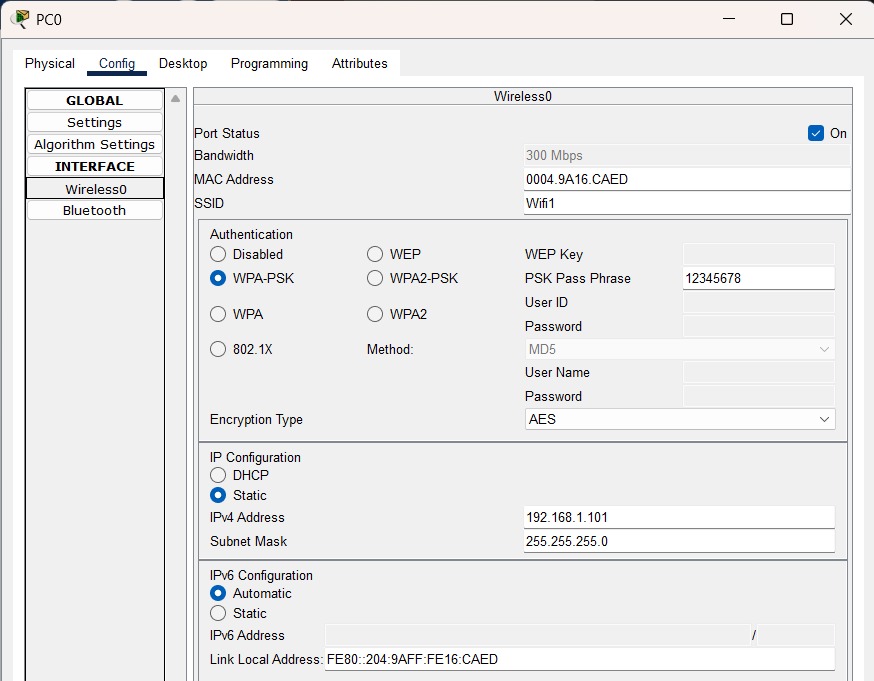 PC0
Physical Config Desktop Programming Attributes
GLOBAL
Settings
Algorithm Settings
INTERFACE
Wireless0
Bluetooth
Wireless0
Port Status On
Bandwidth 300 Mbps
MAC Address 0004.9A16.CAED
SSID Wifi1
Authentication
Disabled WEP WEP Key
WPA-PSK WPA2-PSK PSK Pass Phrase 12345678
User ID
WPA WPA2
Password
802.1X Method: MD5
User Name
Password
Encryption Type AES
IP Configuration
DHCP
Static
IPv4 Address 192.168.1.101
Subnet Mask 255.255.255.0
IPv6 Configuration
Automatic
Static
IPv6 Address /
Link Local Address: FE80::204:9AFF:FE16:CAED